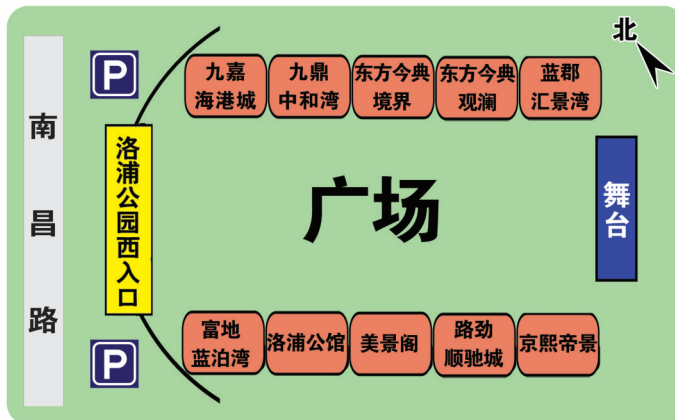 北
P
九嘉
海港城
九鼎
中和湾
东方今典
境界
东方今典
观澜
蓝郡
汇景湾
南昌路
洛浦公园西入口
广场
舞台
P
富地
蓝泊湾
洛浦公馆
美景阁
路劲
顺驰城
京熙帝景